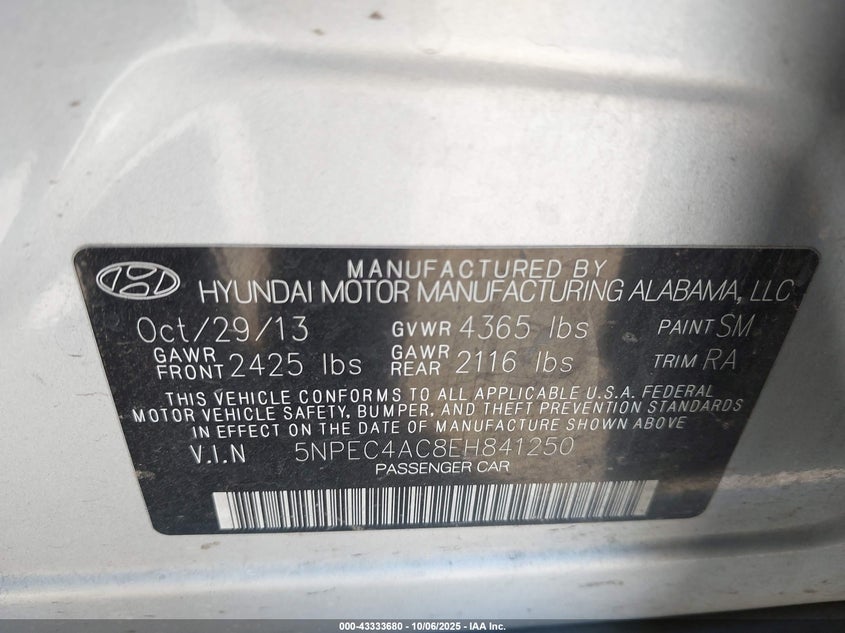 MANUFACTURED BY
HYUNDAI MOTOR MANUFACTURING ALABAMA, LLC
Oct/29/13 GVWR 4365 lbs PAINT SM
GAWR FRONT 2425 lbs GAWR REAR 2116 lbs TRIM RA
THIS VEHICLE CONFORMS TO ALL APPLICABLE U.S.A. FEDERAL
MOTOR VEHICLE SAFETY, BUMPER, AND THEFT PREVENTION STANDARDS
IN EFFECT ON THE DATE OF MANUFACTURE SHOWN ABOVE
V.I.N 5NPEC4AC8EH841250
PASSENGER CAR
000-43333680 - 10/06/2025 - IAA Inc.